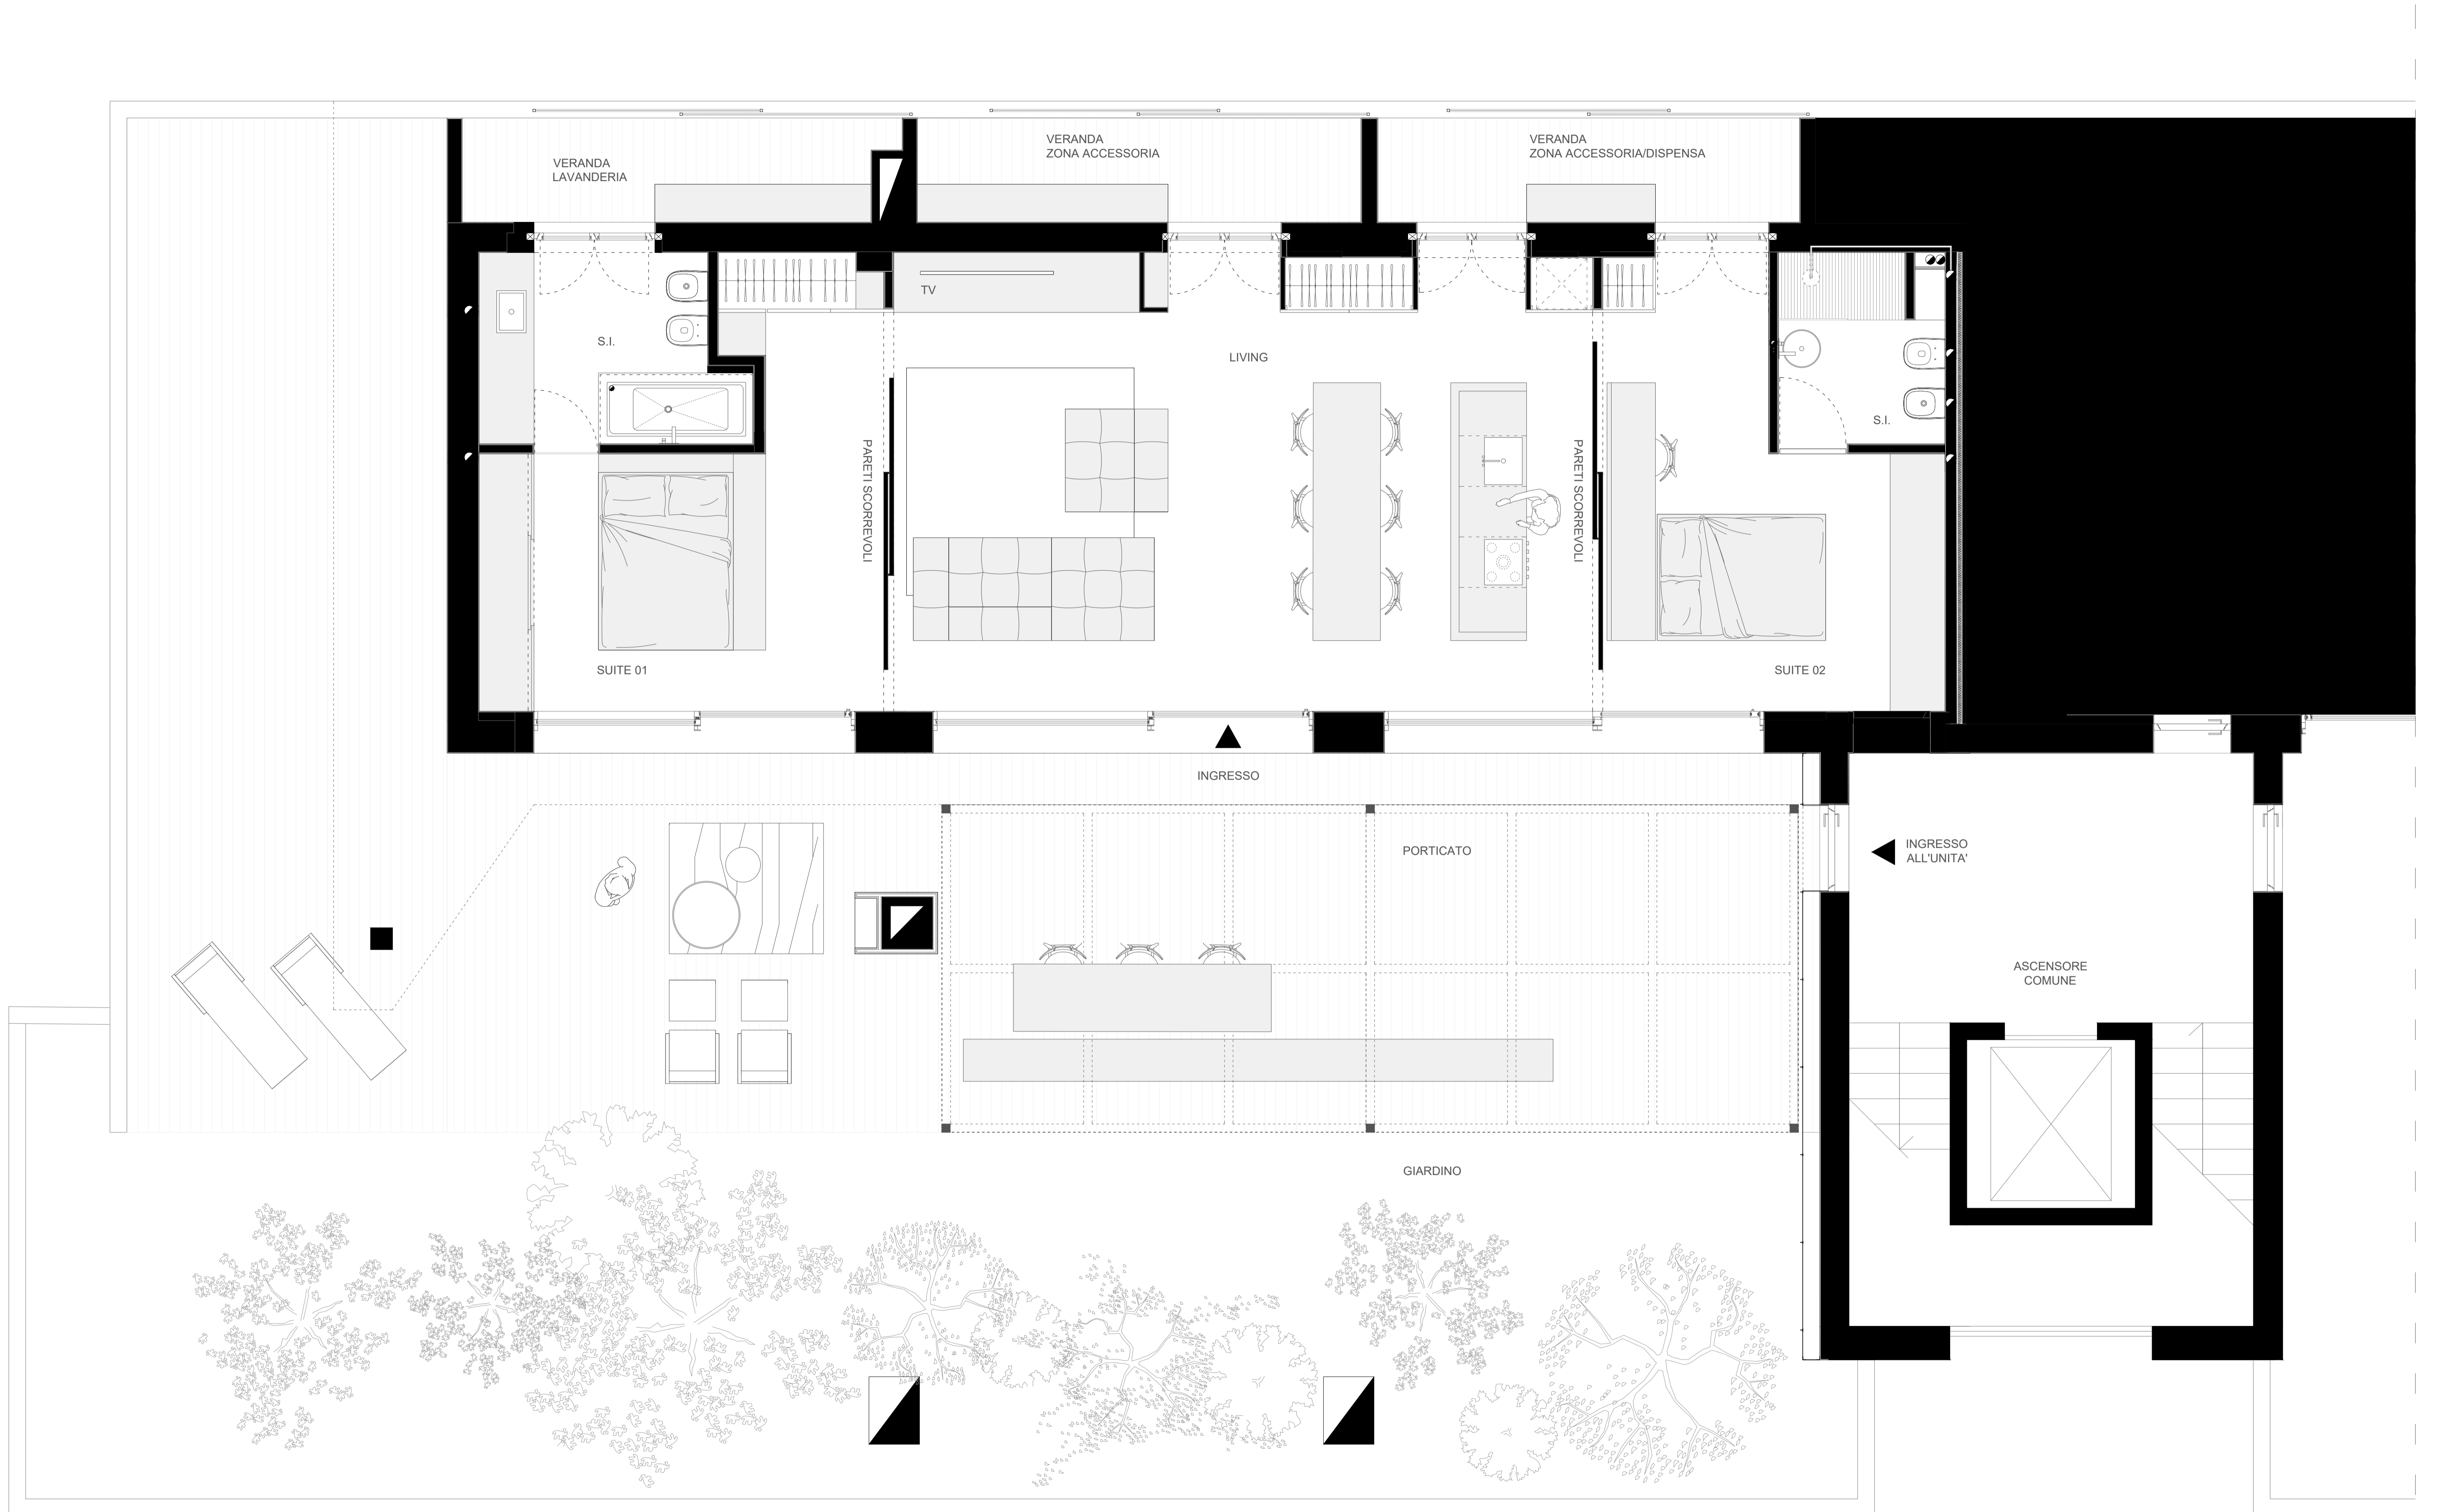 VERANDA
LAVANDERIA
VERANDA
ZONA ACCESSORIA
VERANDA
ZONA ACCESSORIA/DISPENSA
TV
S.I.
LIVING
S.I.
PARETI SCORREVOLI
PARETI SCORREVOLI
SUITE 01
SUITE 02
INGRESSO
PORTICATO
INGRESSO
ALL'UNITA'
ASCENSORE
COMUNE
GIARDINO